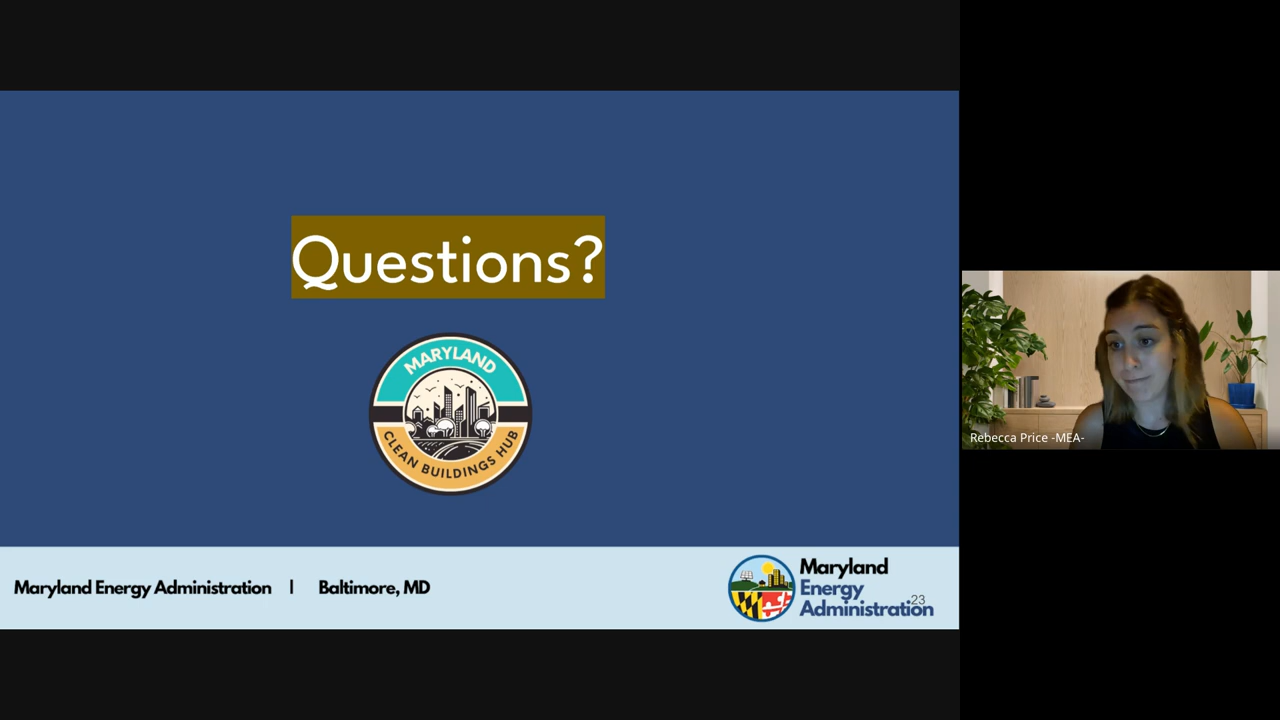 Questions?
MARYLAND
CLEAN BUILDINGS HUB
Maryland Energy Administration | Baltimore, MD
Maryland
Energy
Administration
23
Rebecca Price -MEA-